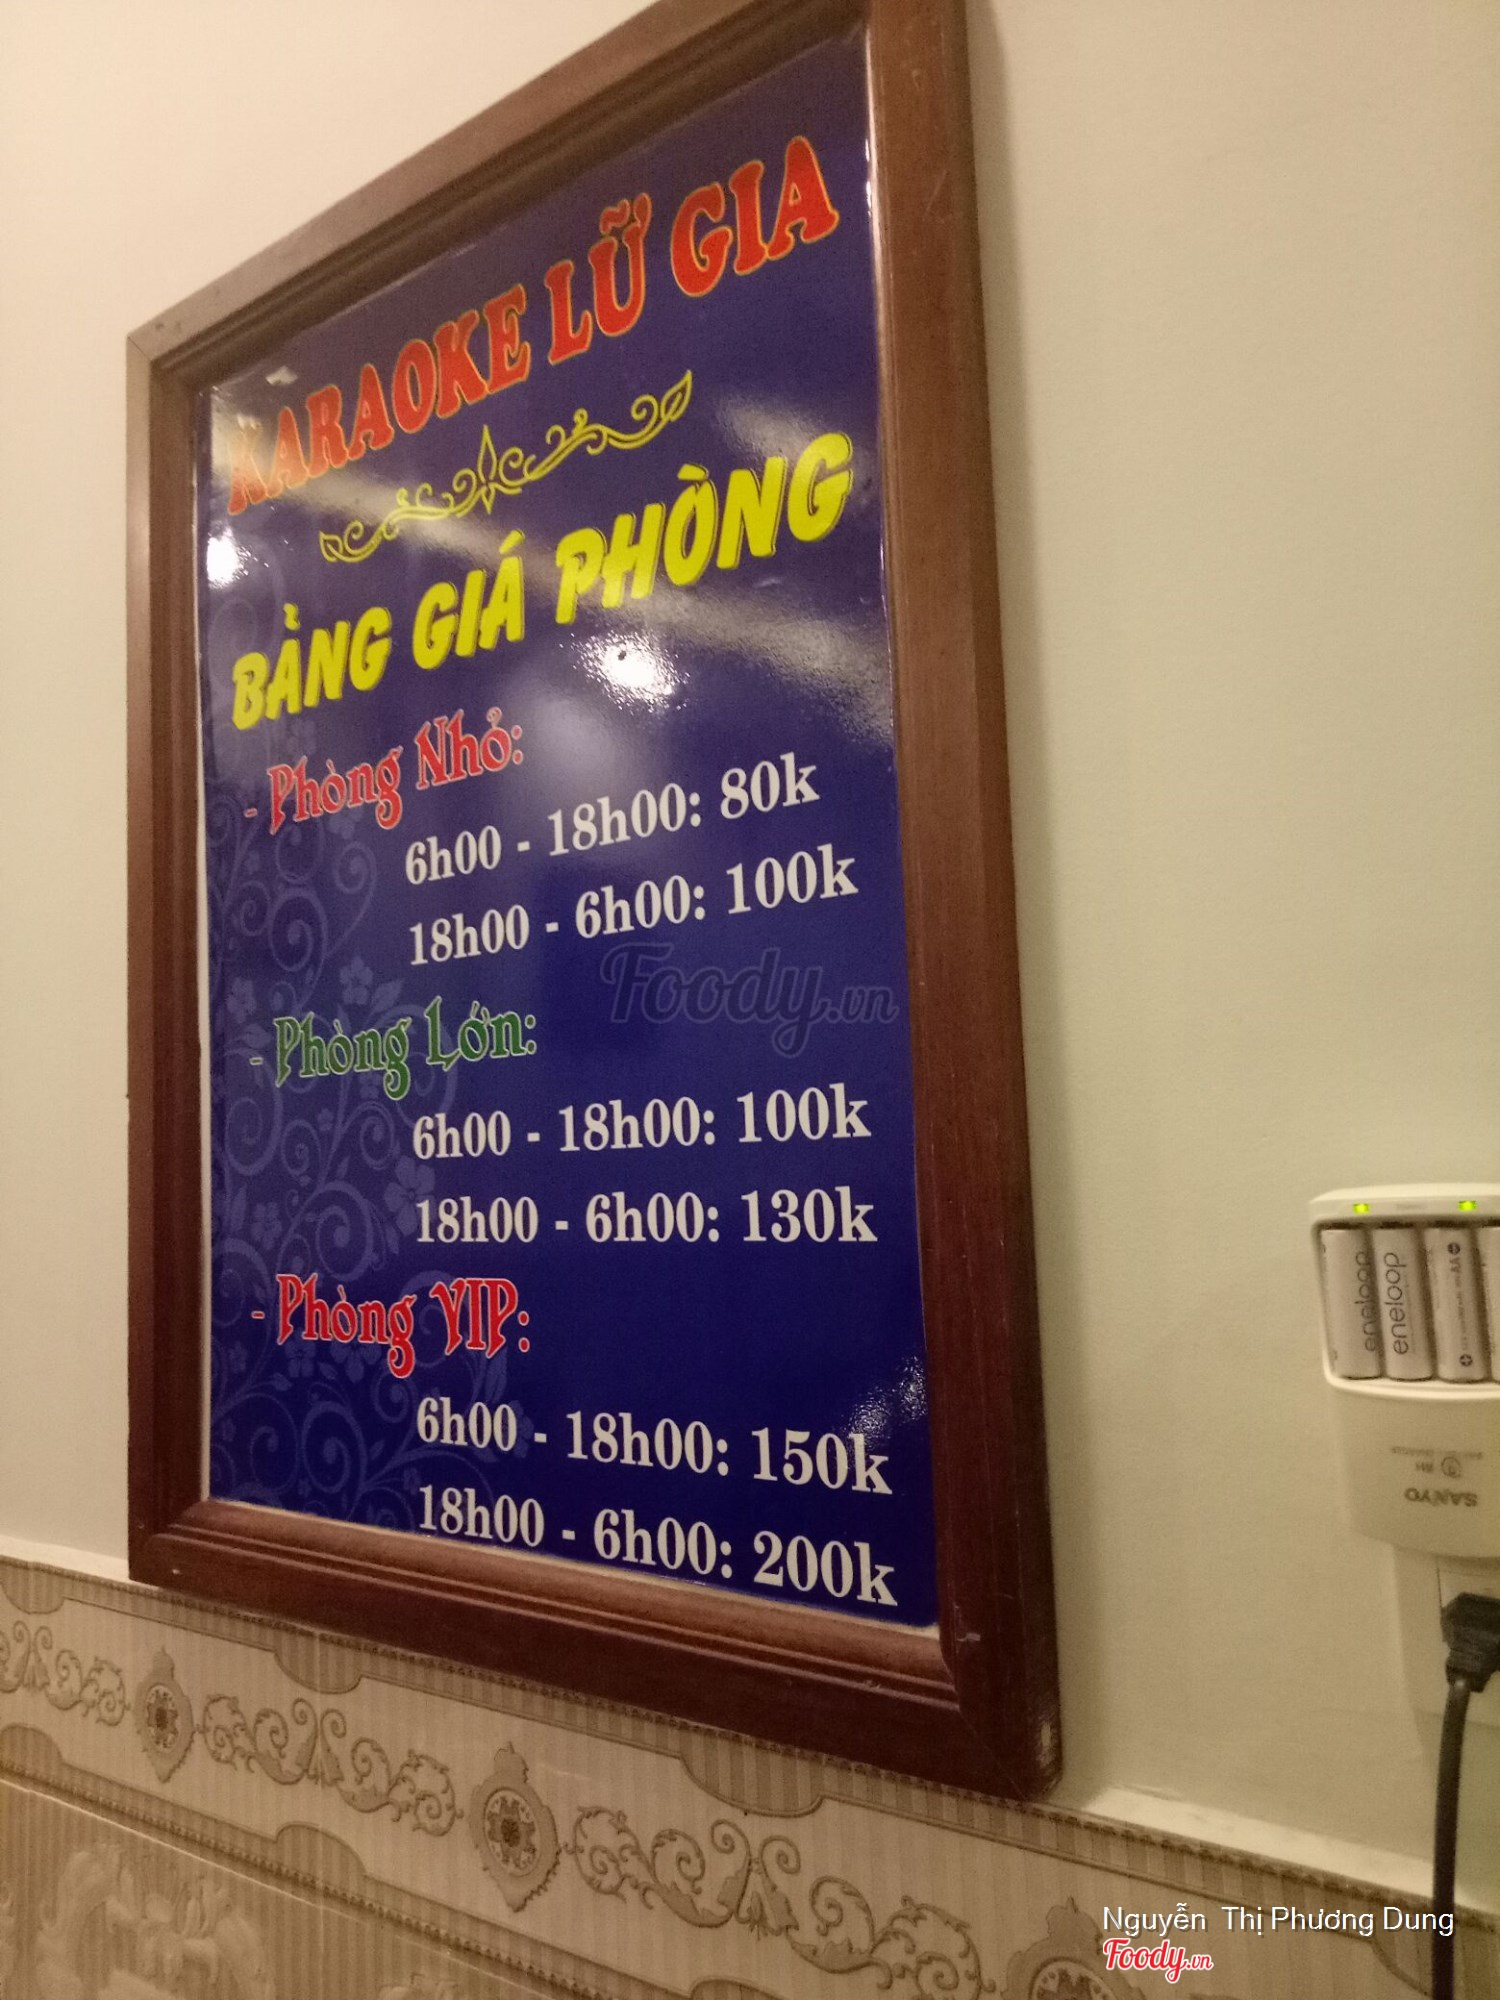 KARAOKE LỮ GIA
BẢNG GIÁ PHÒNG
- Phòng Nhỏ:
6h00 - 18h00: 80k
18h00 - 6h00: 100k
Foody.vn
- Phòng Lớn:
6h00 - 18h00: 100k
18h00 - 6h00: 130k
- Phòng VIP:
6h00 - 18h00: 150k
18h00 - 6h00: 200k
eneloop
eneloop
SANYO
Nguyễn Thị Phương Dung
Foody.vn